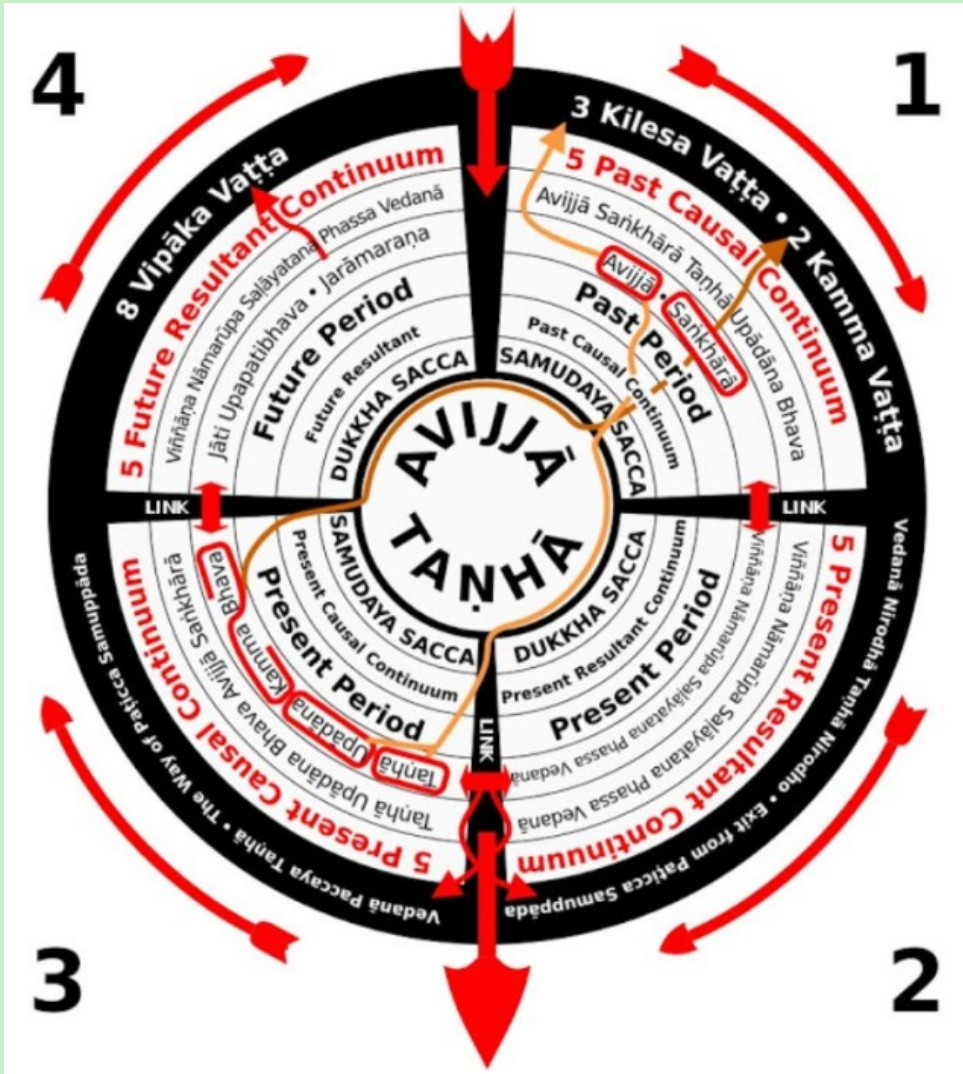 4
1
3 Kilesa Vaṭṭa • 2 Kamma Vaṭṭa
5 Past Causal Continuum
Avijjā Saṅkhārā Taṇhā Upādāna Bhava
Avijjā • Saṅkhārā
Past Period
Past Causal Continuum
SAMUDAYA SACCA
8 Vipāka Vaṭṭa
5 Future Resultant Continuum
Viññāṇa Nāmarūpa Saḷāyatana Phassa Vedanā
Jāti Upapatibhava • Jarāmaraṇa
Future Period
Future Resultant
DUKKHA SACCA
AVIJJĀ
TAṆHĀ
LINK
LINK
LINK
Vedanā Nirodhā Taṇhā Nirodho • Exit from Paṭicca Samuppāda
5 Present Resultant Continuum
Viññāṇa Nāmarūpa Saḷāyatana Phassa Vedanā
Viññāṇa Nāmarūpa Saḷāyatana Phassa Vedanā
Present Period
Present Resultant Continuum
DUKKHA SACCA
Vedanā Paccaya Taṇhā • The Way of Paṭicca Samuppāda
5 Present Causal Continuum
Taṇhā Upādāna Bhava Avijjā Saṅkhārā
Taṇhā Upādāna Kamma Bhava
Present Period
Present Causal Continuum
SAMUDAYA SACCA
3
2